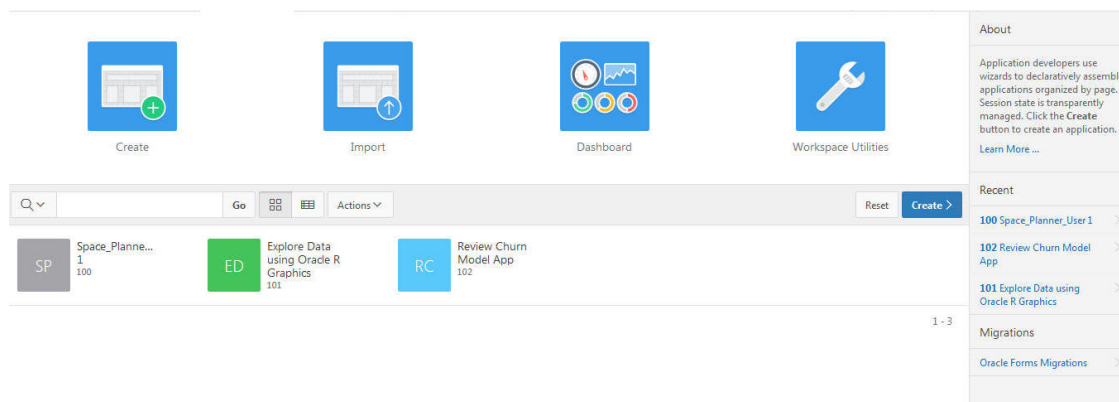 Create
Import
Dashboard
Workspace Utilities
Go
Actions
Reset
Create
SP
Space_Planne...
1
100
ED
Explore Data
using Oracle R
Graphics
101
RC
Review Churn
Model App
102
1 - 3
About
Application developers use
wizards to declaratively assembl
applications organized by page.
Session state is transparently
managed. Click the Create
button to create an application.
Learn More ...
Recent
100 Space_Planner_User1
102 Review Churn Model
App
101 Explore Data using
Oracle R Graphics
Migrations
Oracle Forms Migrations